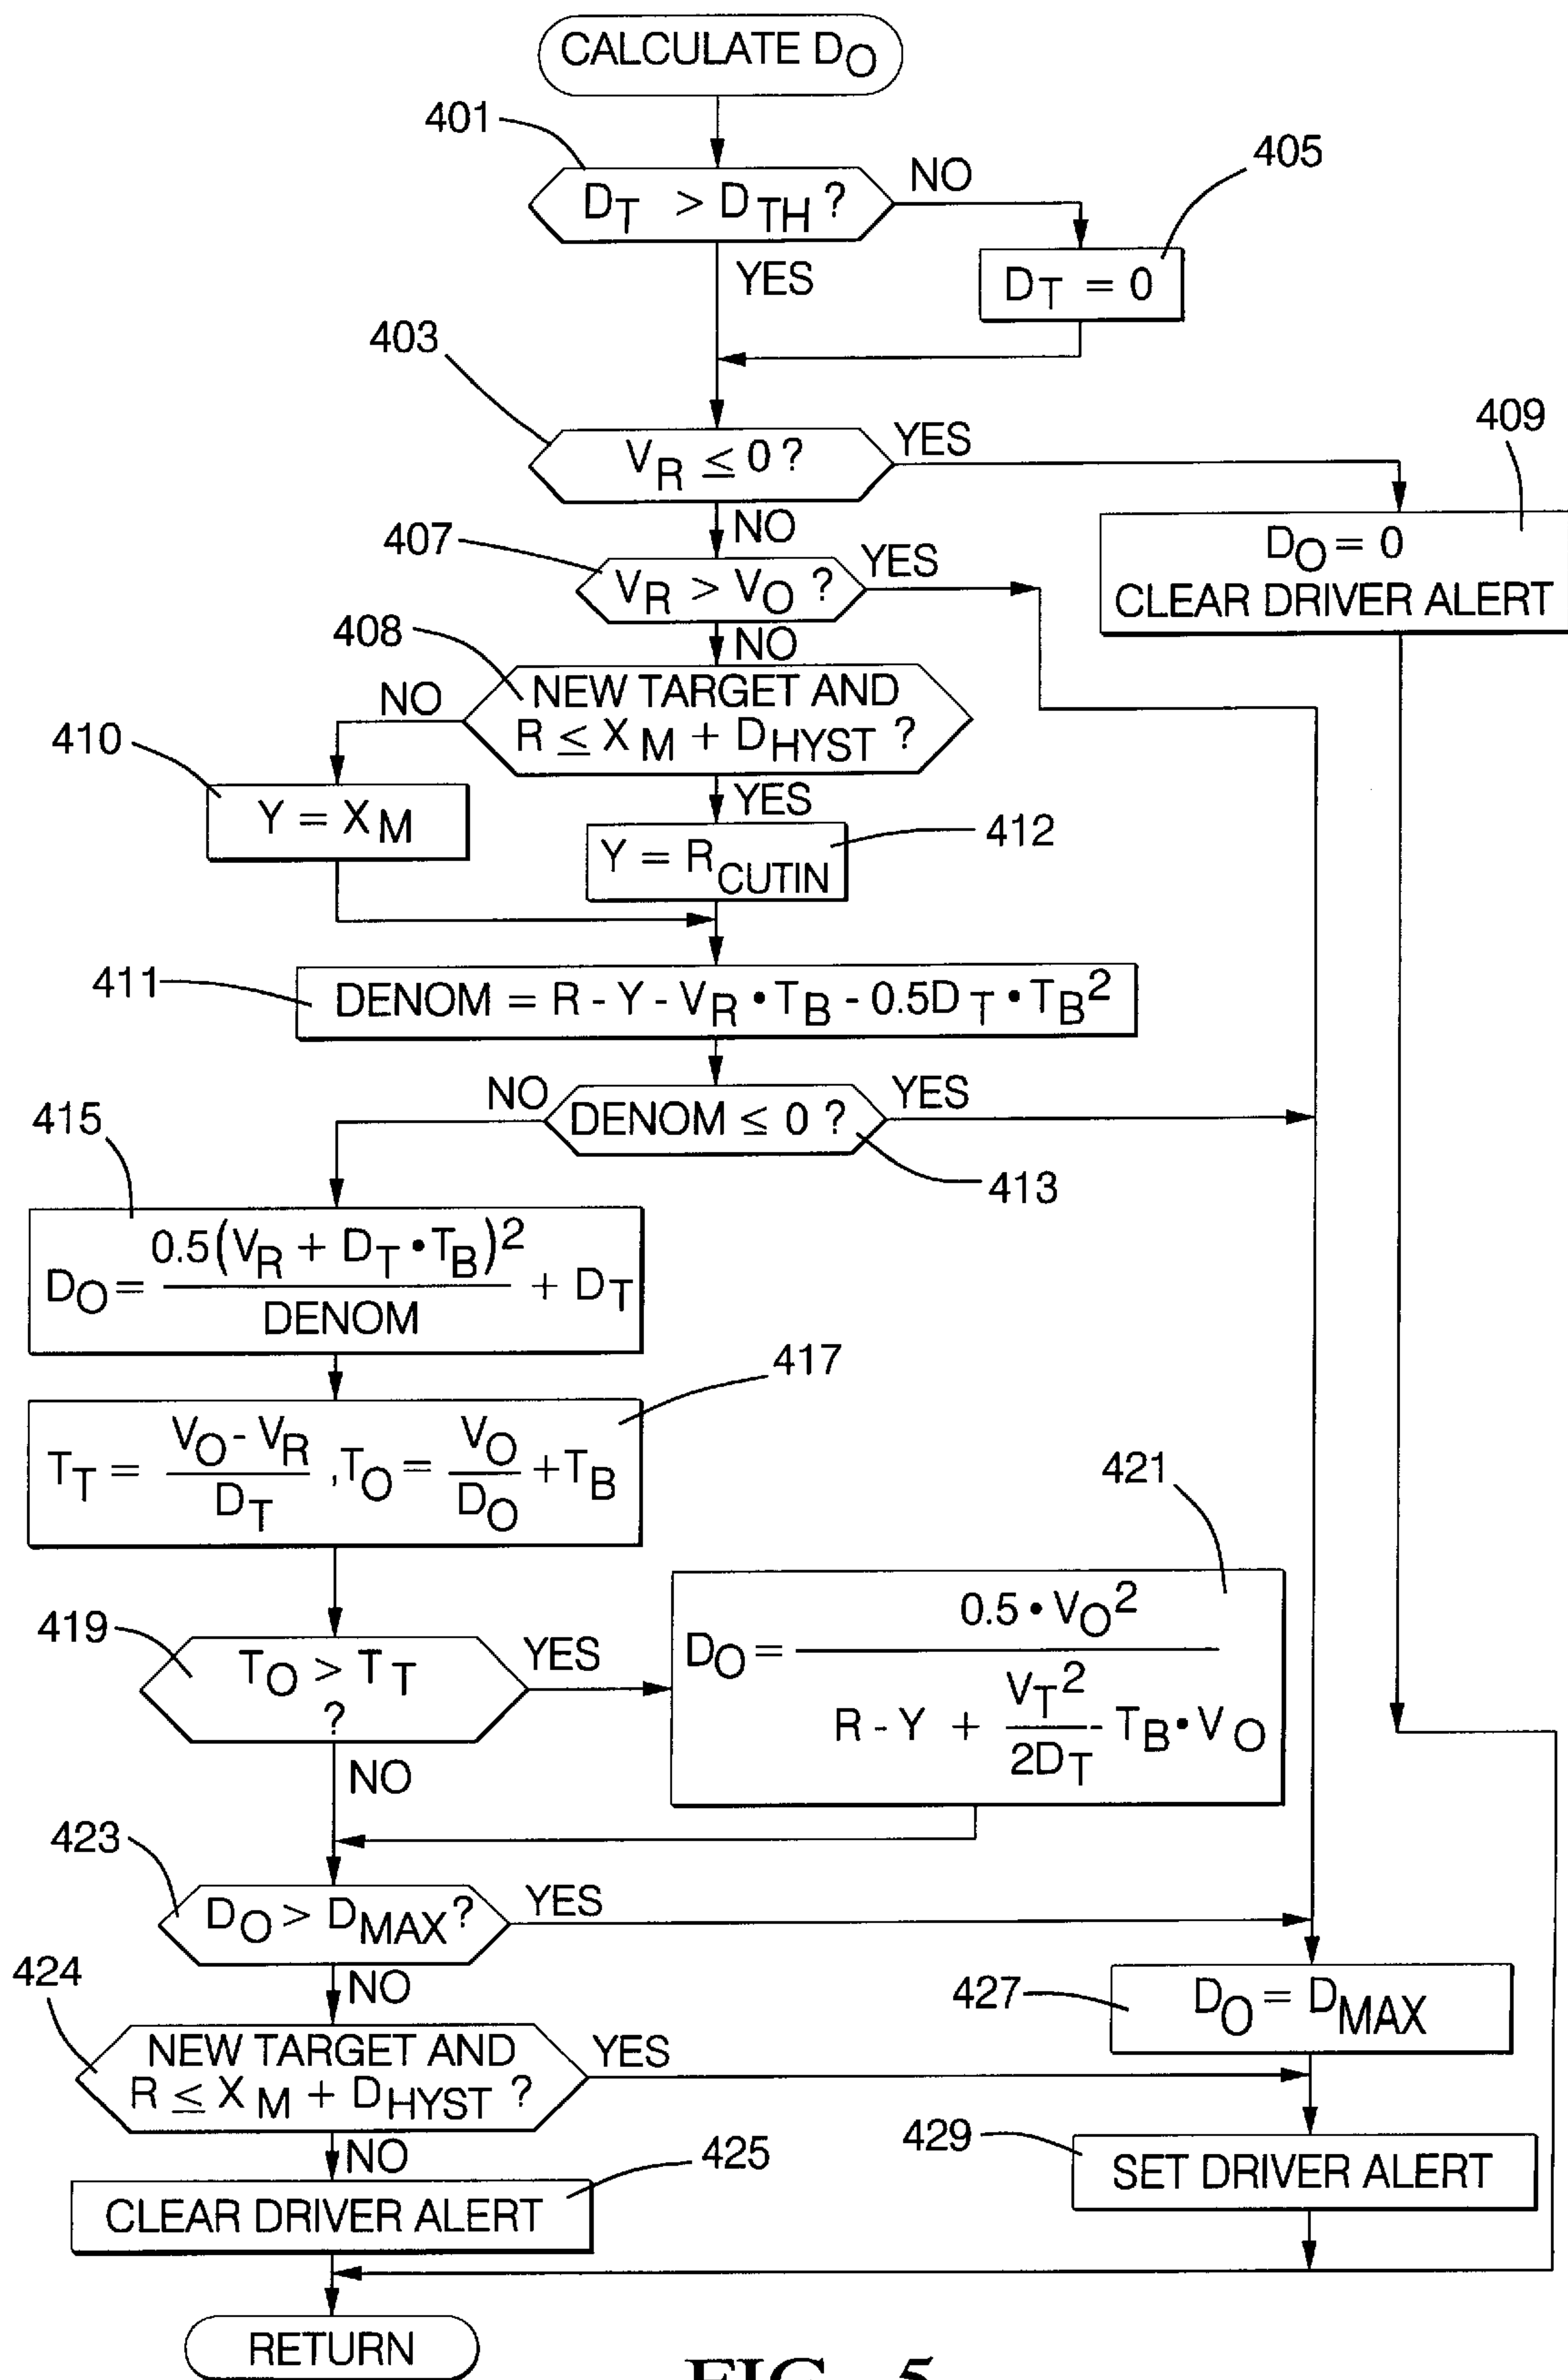 CALCULATE DO
401
DT > DTH ?
NO
405
YES
DT = 0
403
VR ≤ 0 ?
YES
409
NO
DO = 0
CLEAR DRIVER ALERT
407
VR > VO ?
YES
NO
408
NEW TARGET AND
R ≤ XM + DHYST ?
NO
410
YES
Y = XM
Y = RCUTIN
412
411
DENOM = R - Y - VR • TB - 0.5DT • TB2
NO
DENOM ≤ 0 ?
YES
413
415
0.5(VR + DT • TB)2
DO = + DT
DENOM
417
VO - VR VO
TT = , TO = + TB
DT DO
421
0.5 • VO2
DO =
VT2
R - Y + - TB • VO
2DT
419
TO > TT
?
YES
NO
423
DO > DMAX ?
YES
NO
424
427
DO = DMAX
NEW TARGET AND
R ≤ XM + DHYST ?
YES
NO
429
SET DRIVER ALERT
425
CLEAR DRIVER ALERT
RETURN
FIG. 5